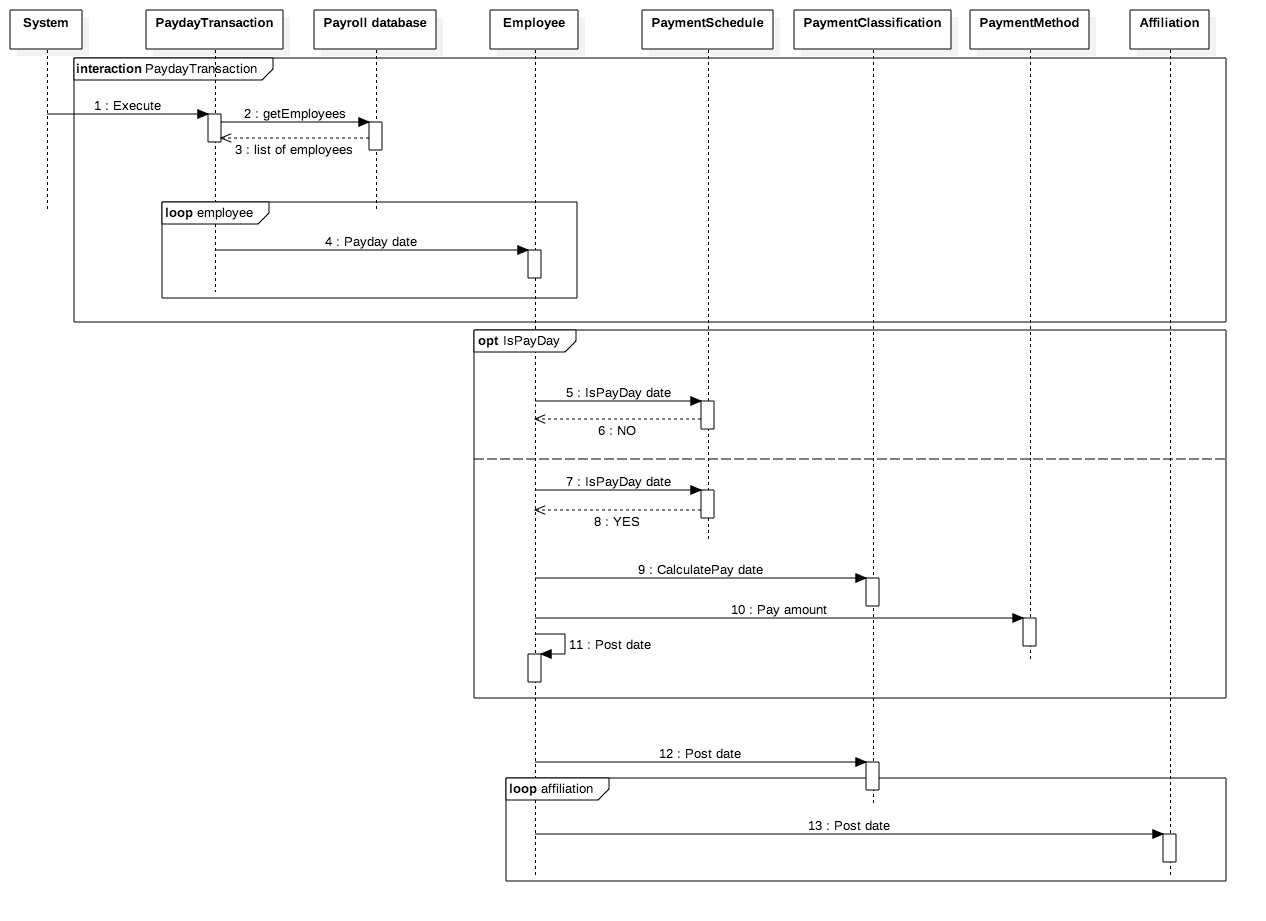 System
PaydayTransaction
Payroll database
Employee
PaymentSchedule
PaymentClassification
PaymentMethod
Affiliation
interaction PaydayTransaction
1 : Execute
2 : getEmployees
3 : list of employees
loop employee
4 : Payday date
opt IsPayDay
5 : IsPayDay date
6 : NO
7 : IsPayDay date
8 : YES
9 : CalculatePay date
10 : Pay amount
11 : Post date
12 : Post date
loop affiliation
13 : Post date